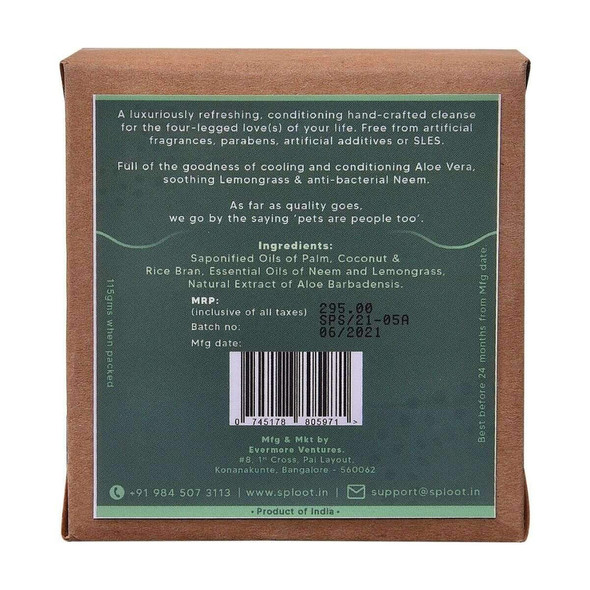 A luxuriously refreshing, conditioning hand-crafted cleanse
for the four-legged love(s) of your life. Free from artificial
fragrances, parabens, artificial additives or SLES.
Full of the goodness of cooling and conditioning Aloe Vera,
soothing Lemongrass & anti-bacterial Neem.
As far as quality goes,
we go by the saying 'pets are people too'.
Ingredients:
Saponified Oils of Palm, Coconut &
Rice Bran, Essential Oils of Neem and Lemongrass,
Natural Extract of Aloe Barbadensis.
115gms when packed
MRP:
(inclusive of all taxes) 295.00
Batch no: SPS/21-05A
Mfg date: 06/2021
Best before 24 months from Mfg date
0 745178 805971 >
Mfg & Mkt by
Evermore Ventures.
#8, 1st Cross, Pai Layout,
Konanakunte, Bangalore - 560062
+91 984 507 3113 | www.sploot.in | support@sploot.in
• Product of India •